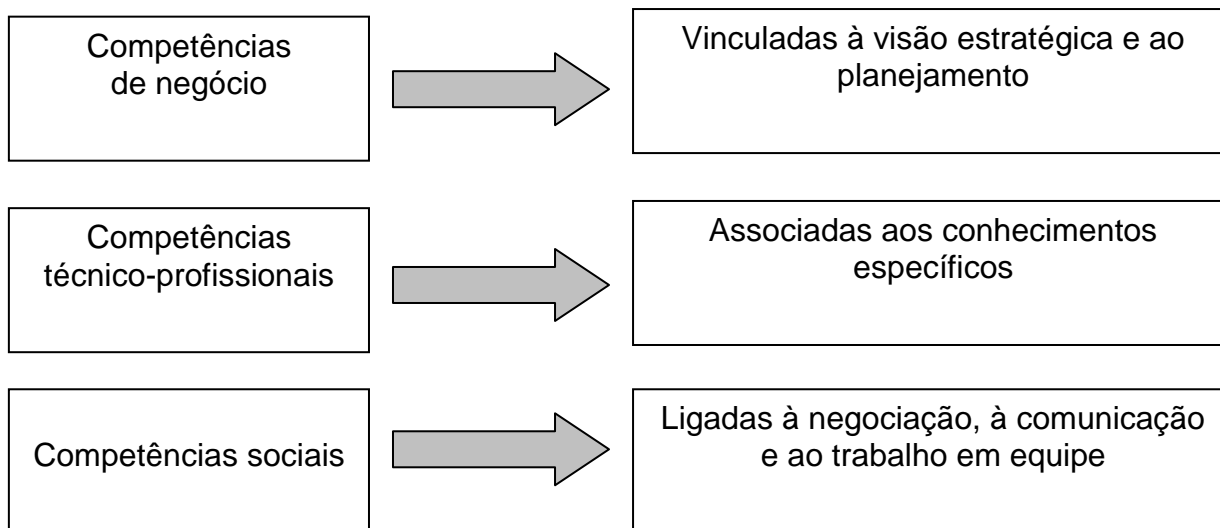 Competências
de negócio
Vinculadas à visão estratégica e ao
planejamento
Competências
técnico-profissionais
Associadas aos conhecimentos
específicos
Competências sociais
Ligadas à negociação, à comunicação
e ao trabalho em equipe